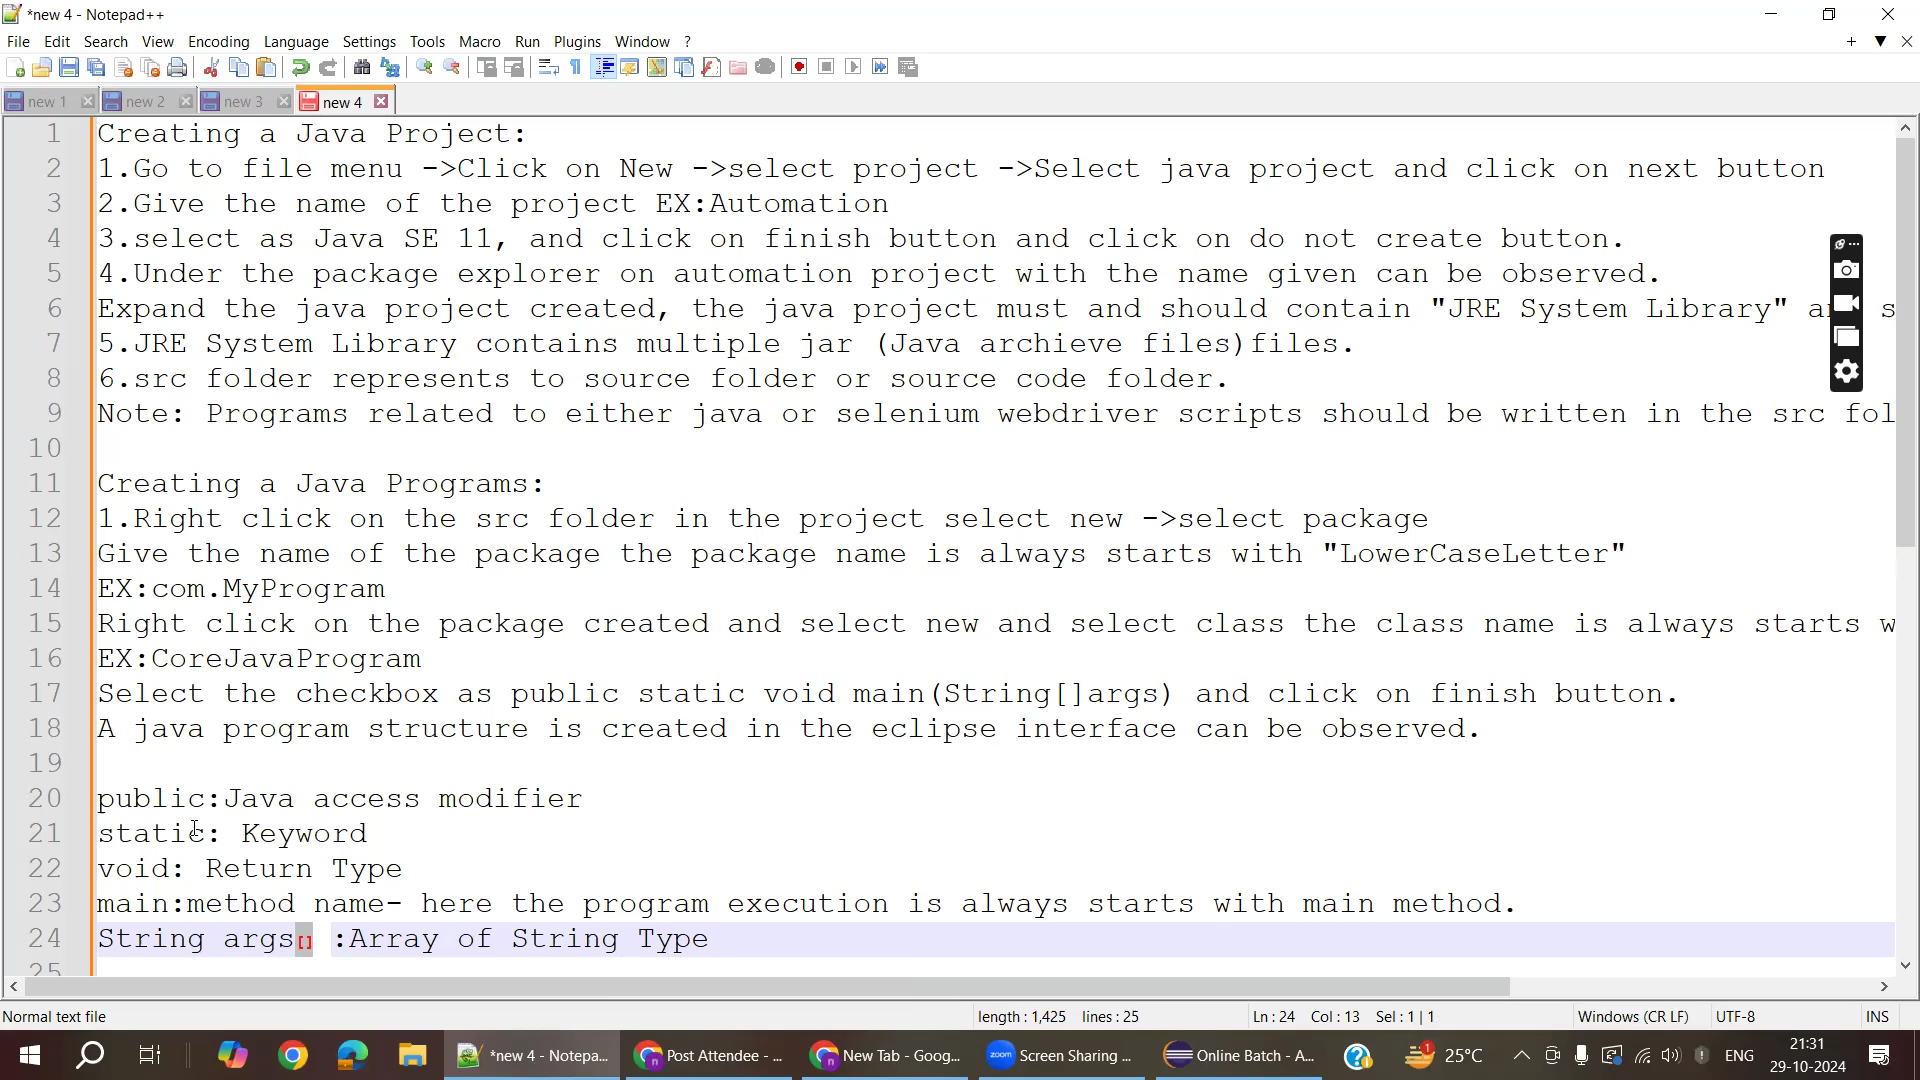 *new 4 - Notepad++
File Edit Search View Encoding Language Settings Tools Macro Run Plugins Window ?
new 1 new 2 new 3 new 4
1 Creating a Java Project:
2 1.Go to file menu ->Click on New ->select project ->Select java project and click on next button
3 2.Give the name of the project EX:Automation
4 3.select as Java SE 11, and click on finish button and click on do not create button.
5 4.Under the package explorer on automation project with the name given can be observed.
6 Expand the java project created, the java project must and should contain "JRE System Library" an s
7 5.JRE System Library contains multiple jar (Java archieve files)files.
8 6.src folder represents to source folder or source code folder.
9 Note: Programs related to either java or selenium webdriver scripts should be written in the src fol
10
11 Creating a Java Programs:
12 1.Right click on the src folder in the project select new ->select package
13 Give the name of the package the package name is always starts with "LowerCaseLetter"
14 EX:com.MyProgram
15 Right click on the package created and select new and select class the class name is always starts w
16 EX:CoreJavaProgram
17 Select the checkbox as public static void main(String[]args) and click on finish button.
18 A java program structure is created in the eclipse interface can be observed.
19
20 public:Java access modifier
21 static: Keyword
22 void: Return Type
23 main:method name- here the program execution is always starts with main method.
24 String args[] :Array of String Type
25
Normal text file length : 1,425 lines : 25 Ln : 24 Col : 13 Sel : 1 | 1 Windows (CR LF) UTF-8 INS
*new 4 - Notepa... Post Attendee - ... New Tab - Goog... zoom Screen Sharing ... Online Batch - A... 1 25°C ENG 21:31
29-10-2024